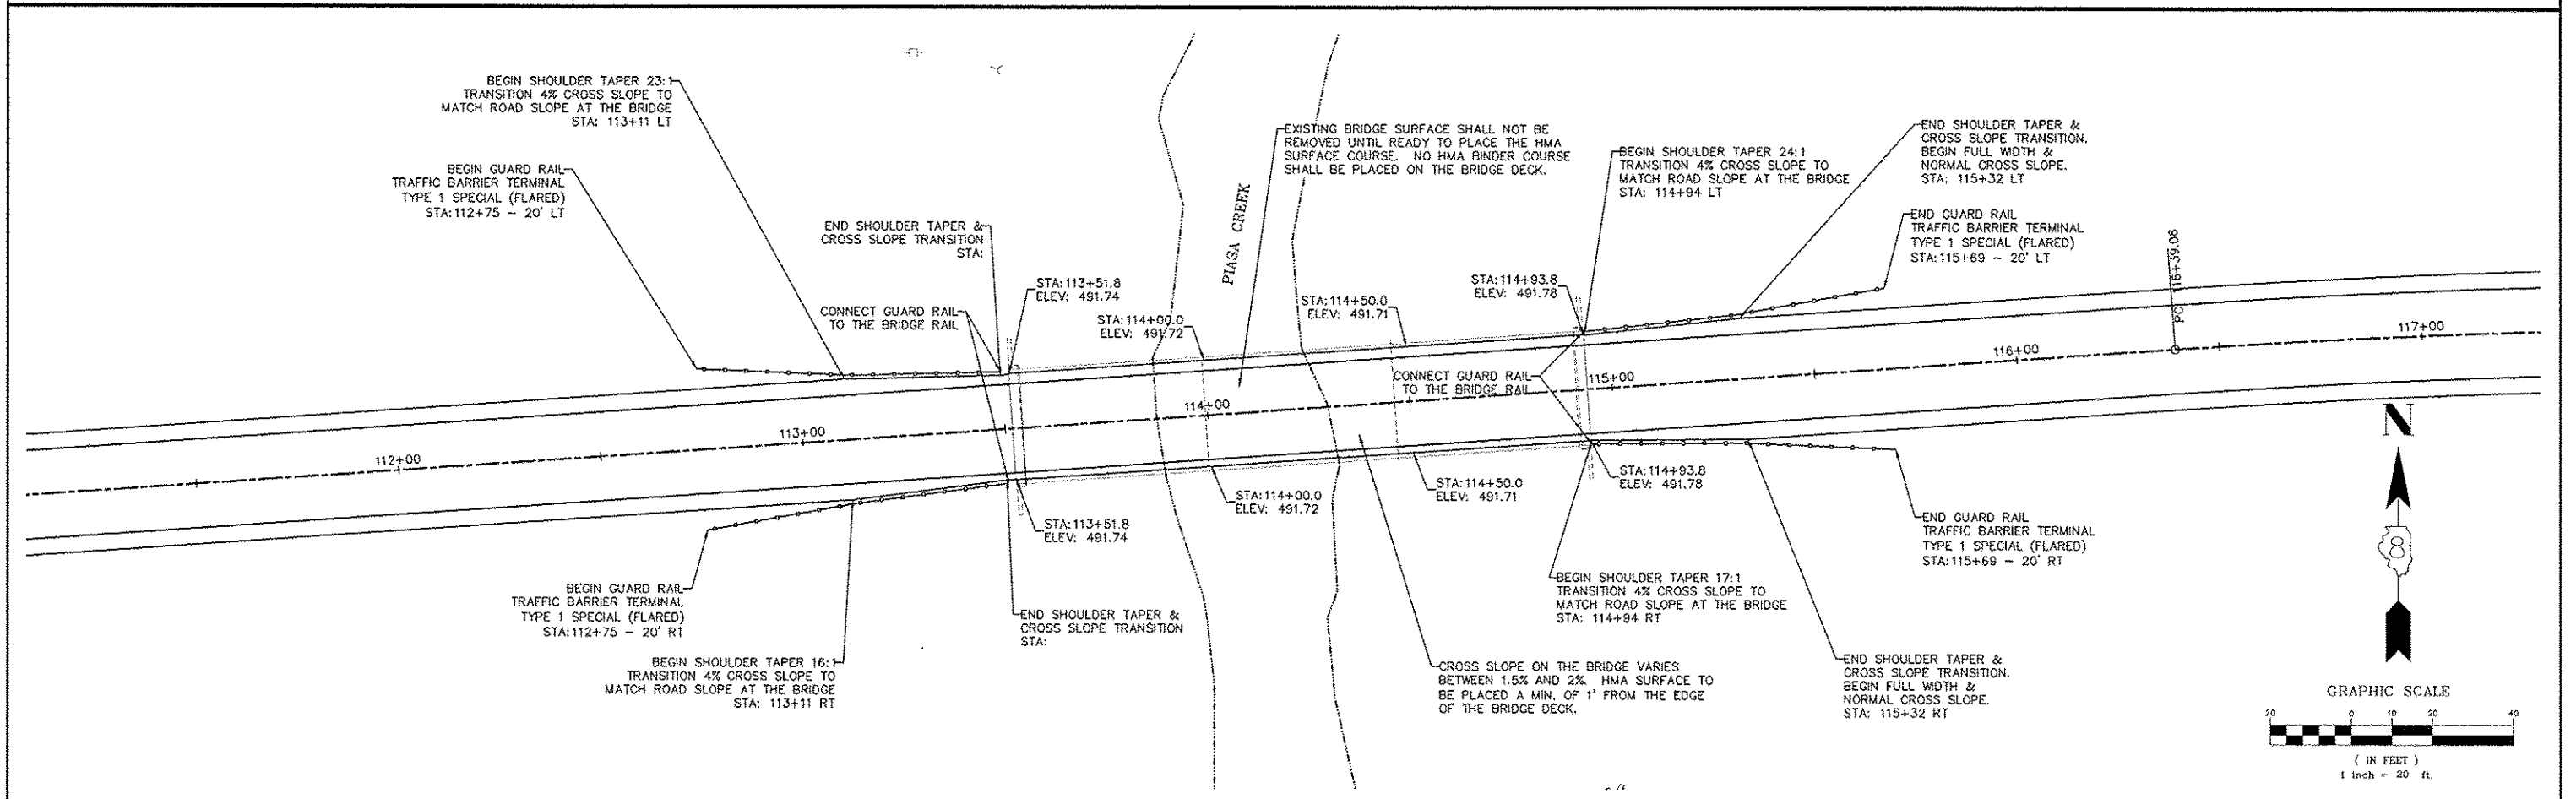 BEGIN SHOULDER TAPER 23:1
TRANSITION 4% CROSS SLOPE TO
MATCH ROAD SLOPE AT THE BRIDGE
STA: 113+11 LT
BEGIN GUARD RAIL
TRAFFIC BARRIER TERMINAL
TYPE 1 SPECIAL (FLARED)
STA:112+75 - 20' LT
END SHOULDER TAPER &
CROSS SLOPE TRANSITION
STA:
CONNECT GUARD RAIL
TO THE BRIDGE RAIL
STA:113+51.8
ELEV: 491.74
STA:114+00.0
ELEV: 491.72
PIASA CREEK
EXISTING BRIDGE SURFACE SHALL NOT BE
REMOVED UNTIL READY TO PLACE THE HMA
SURFACE COURSE. NO HMA BINDER COURSE
SHALL BE PLACED ON THE BRIDGE DECK.
STA:114+50.0
ELEV: 491.71
STA:114+93.8
ELEV: 491.78
BEGIN SHOULDER TAPER 24:1
TRANSITION 4% CROSS SLOPE TO
MATCH ROAD SLOPE AT THE BRIDGE
STA: 114+94 LT
END SHOULDER TAPER &
CROSS SLOPE TRANSITION.
BEGIN FULL WIDTH &
NORMAL CROSS SLOPE.
STA: 115+32 LT
END GUARD RAIL
TRAFFIC BARRIER TERMINAL
TYPE 1 SPECIAL (FLARED)
STA:115+69 - 20' LT
PC 116+39.06
112+00
113+00
114+00
CONNECT GUARD RAIL
TO THE BRIDGE RAIL
115+00
116+00
117+00
BEGIN GUARD RAIL
TRAFFIC BARRIER TERMINAL
TYPE 1 SPECIAL (FLARED)
STA:112+75 - 20' RT
BEGIN SHOULDER TAPER 16:1
TRANSITION 4% CROSS SLOPE TO
MATCH ROAD SLOPE AT THE BRIDGE
STA: 113+11 RT
STA:113+51.8
ELEV: 491.74
END SHOULDER TAPER &
CROSS SLOPE TRANSITION
STA:
STA:114+00.0
ELEV: 491.72
STA:114+50.0
ELEV: 491.71
STA:114+93.8
ELEV: 491.78
BEGIN SHOULDER TAPER 17:1
TRANSITION 4% CROSS SLOPE TO
MATCH ROAD SLOPE AT THE BRIDGE
STA: 114+94 RT
CROSS SLOPE ON THE BRIDGE VARIES
BETWEEN 1.5% AND 2%. HMA SURFACE TO
BE PLACED A MIN. OF 1' FROM THE EDGE
OF THE BRIDGE DECK.
END GUARD RAIL
TRAFFIC BARRIER TERMINAL
TYPE 1 SPECIAL (FLARED)
STA:115+69 - 20' RT
END SHOULDER TAPER &
CROSS SLOPE TRANSITION.
BEGIN FULL WIDTH &
NORMAL CROSS SLOPE.
STA: 115+32 RT
N
8
GRAPHIC SCALE
20 0 10 20 40
( IN FEET )
1 inch = 20 ft.